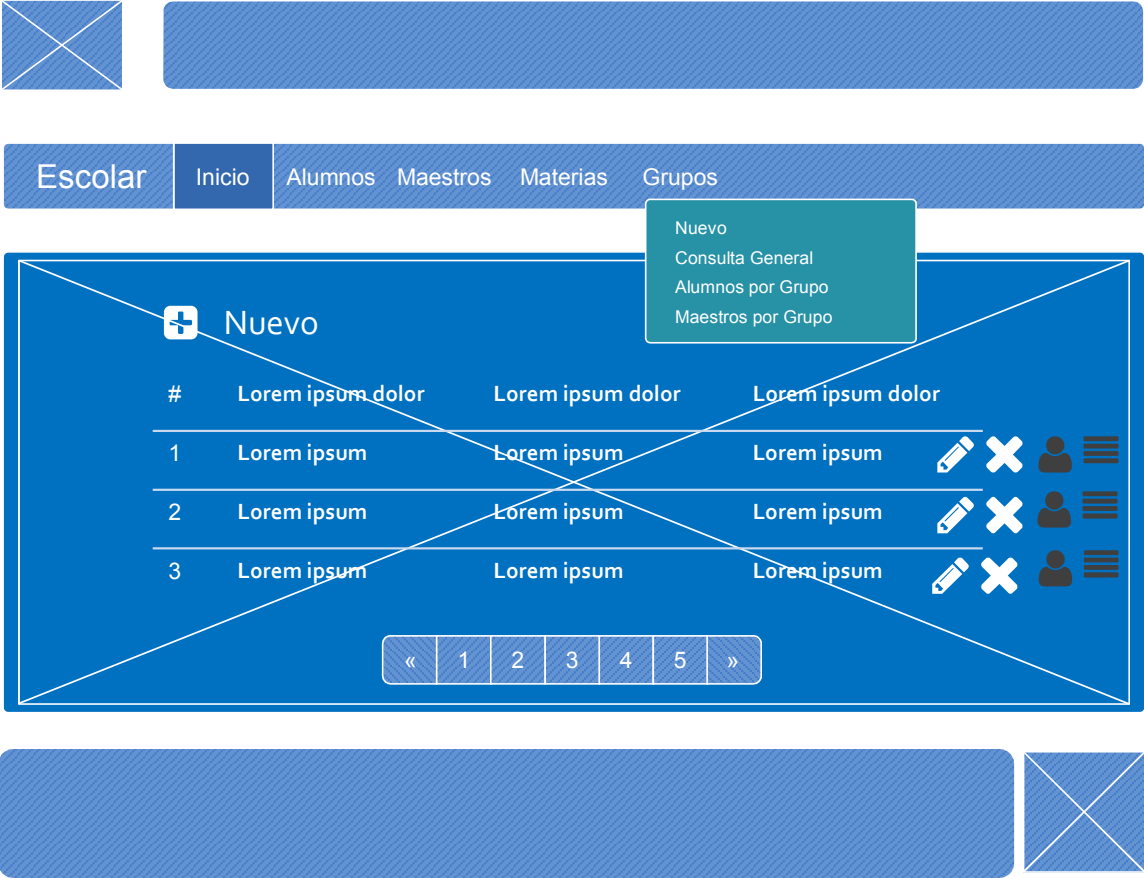 Escolar Inicio Alumnos Maestros Materias Grupos
Nuevo
Consulta General
Alumnos por Grupo
Maestros por Grupo
Nuevo
# Lorem ipsum dolor Lorem ipsum dolor Lorem ipsum dolor
1 Lorem ipsum Lorem ipsum Lorem ipsum
2 Lorem ipsum Lorem ipsum Lorem ipsum
3 Lorem ipsum Lorem ipsum Lorem ipsum
« 1 2 3 4 5 »